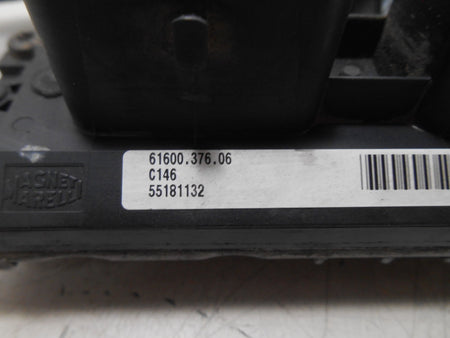 61600.376.06
C146
55181132
MAGNETI
MARELLI